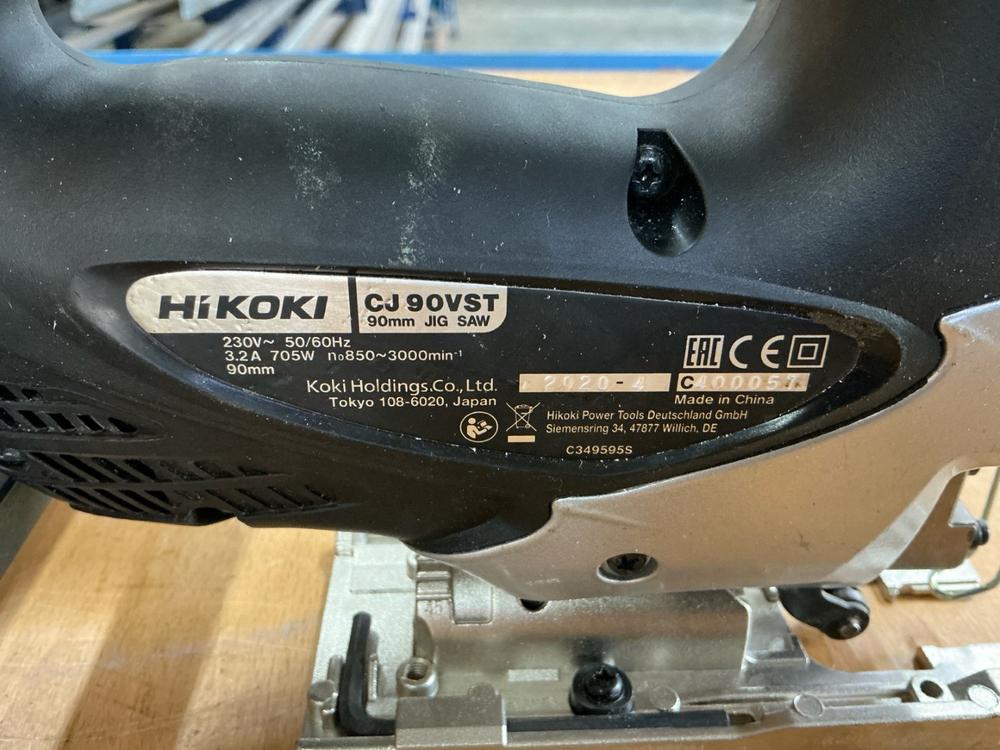 HiKOKI
CJ 90VST
90mm JIG SAW
230V~ 50/60Hz
3.2A 705W n₀850~3000min⁻¹
90mm
Koki Holdings.Co., Ltd.
Tokyo 108-6020, Japan
2020-4
EAC CE
Made in China
Hikoki Power Tools Deutschland GmbH
Siemensring 34, 47877 Willich, DE
C349595S